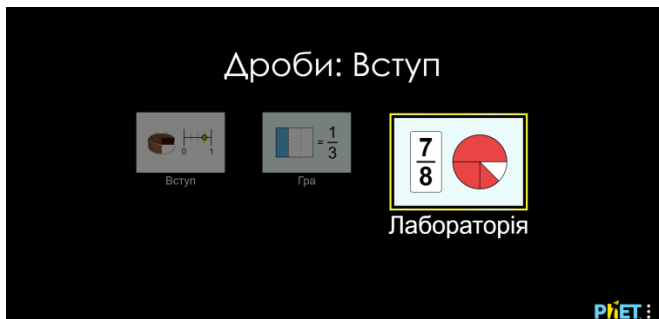 Дроби: Вступ
0 1
Вступ
= 1/3
Гра
7/8
Лабораторія
PhET